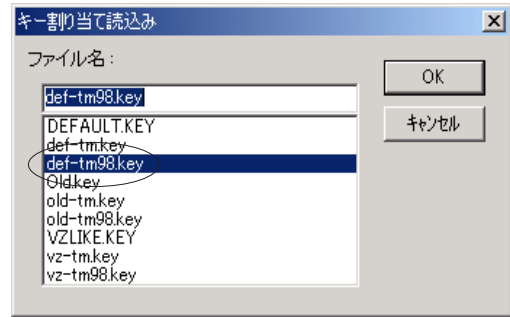 キー割り当て読込み
ファイル名：
def-tm98.key
DEFAULT.KEY
def-tm.key
def-tm98.key
Old.key
old-tm.key
old-tm98.key
VZLIKE.KEY
vz-tm.key
vz-tm98.key
OK
キャンセル